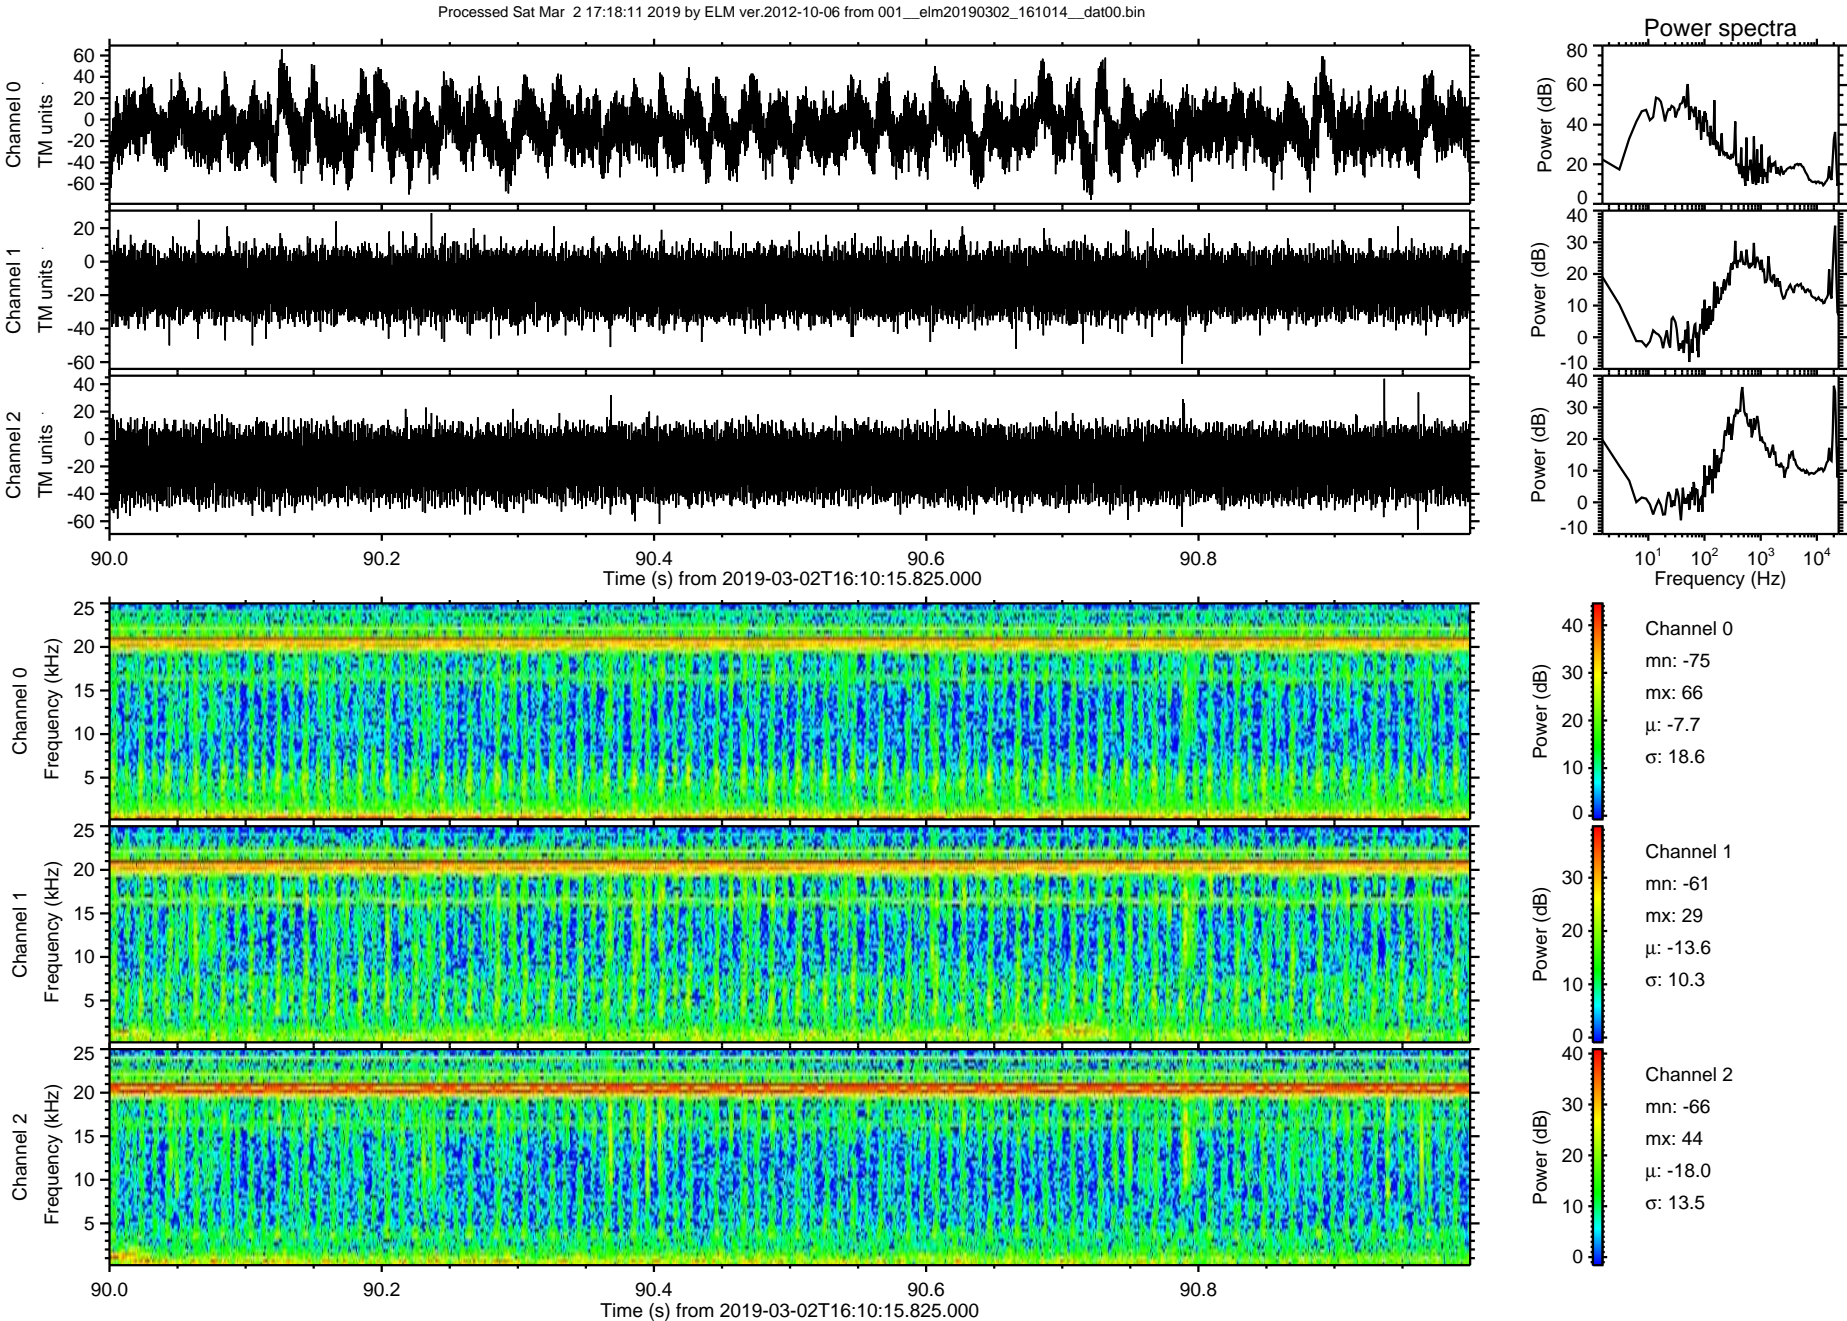 Processed Sat Mar 2 17:18:11 2019 by ELM ver.2012-10-06 from 001__elm20190302_161014__dat00.bin
Power spectra
Channel 0
TM units
60
40
20
0
-20
-40
-60
Power (dB)
80
60
40
20
0
Channel 1
TM units
20
0
-20
-40
-60
Power (dB)
40
30
20
10
0
-10
Channel 2
TM units
40
20
0
-20
-40
-60
Power (dB)
40
30
20
10
0
-10
90.0 90.2 90.4 90.6 90.8
Time (s) from 2019-03-02T16:10:15.825.000
10¹ 10² 10³ 10⁴
Frequency (Hz)
Channel 0
Frequency (kHz)
25
20
15
10
5
Power (dB)
40
30
20
10
0
Channel 0
mn: -75
mx: 66
μ: -7.7
σ: 18.6
Channel 1
Frequency (kHz)
25
20
15
10
5
Power (dB)
30
20
10
0
Channel 1
mn: -61
mx: 29
μ: -13.6
σ: 10.3
Channel 2
Frequency (kHz)
25
20
15
10
5
Power (dB)
40
30
20
10
0
Channel 2
mn: -66
mx: 44
μ: -18.0
σ: 13.5
90.0 90.2 90.4 90.6 90.8
Time (s) from 2019-03-02T16:10:15.825.000